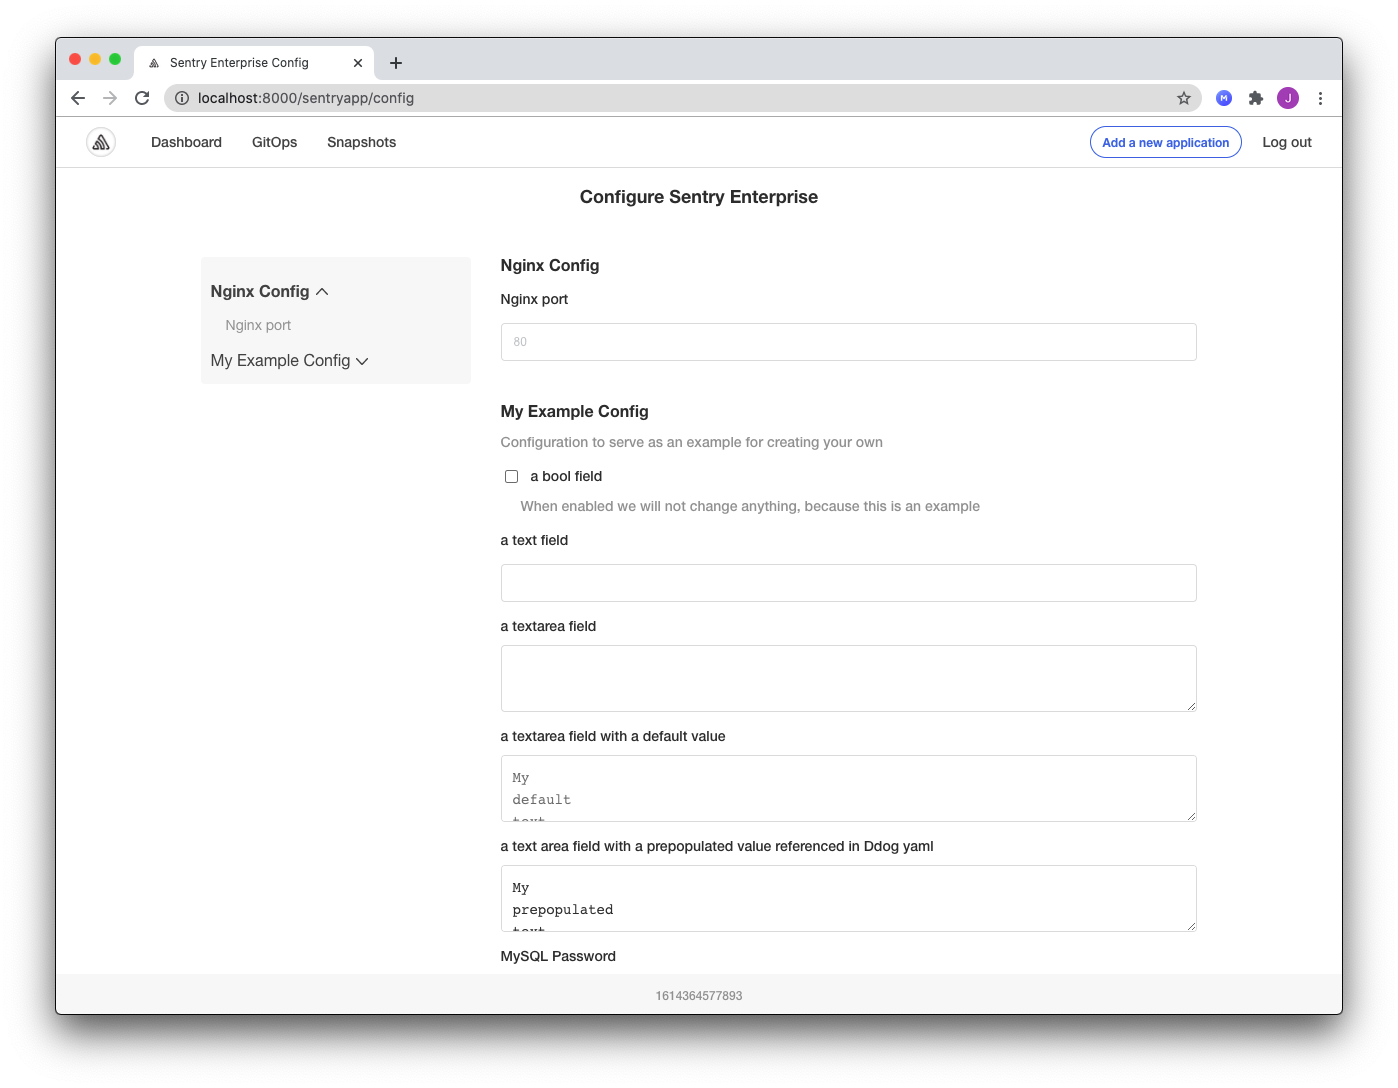 Sentry Enterprise Config
localhost:8000/sentryapp/config
M
J
Dashboard GitOps Snapshots Add a new application Log out
Configure Sentry Enterprise
Nginx Config
Nginx port
My Example Config
Nginx Config
Nginx port
80
My Example Config
Configuration to serve as an example for creating your own
a bool field
When enabled we will not change anything, because this is an example
a text field
a textarea field
a textarea field with a default value
My
default
text
a text area field with a prepopulated value referenced in Ddog yaml
My
prepopulated
text
MySQL Password
1614364577893